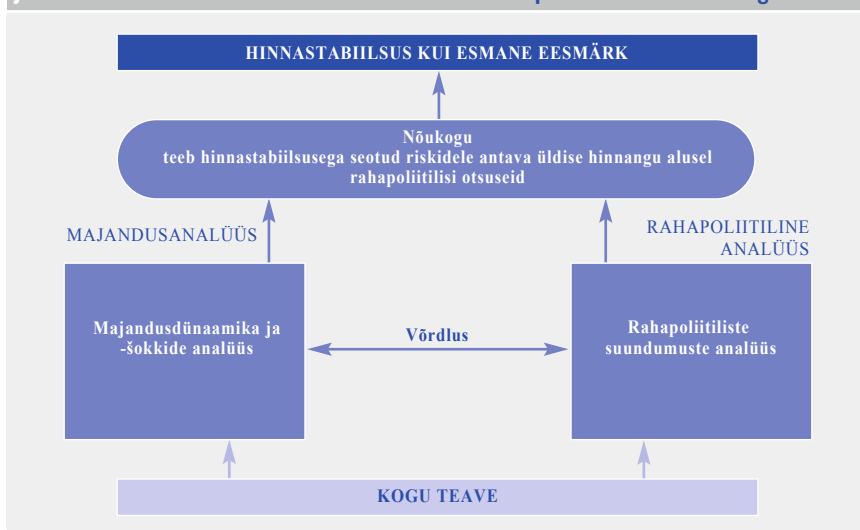 HINNASTABIILSUS KUI ESMANE EESMÄRK
Nõukogu
teeb hinnastabiilsusega seotud riskidele antava üldise hinnangu alusel
rahapoliitilisi otsuseid
MAJANDUSANALÜÜS
RAHAPOLIITILINE
ANALÜÜS
Majandusdünaamika ja
-šokkide analüüs
Võrdlus
Rahapoliitiliste
suundumuste analüüs
KOGU TEAVE